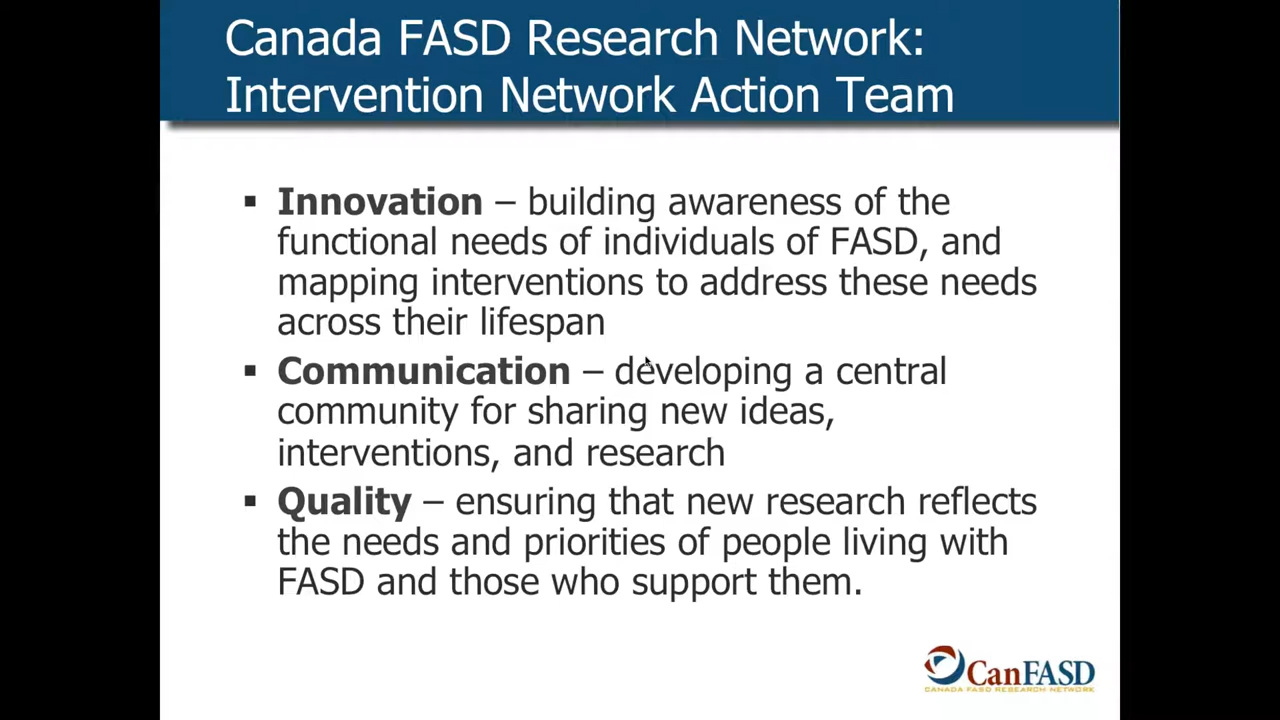 Canada FASD Research Network:
Intervention Network Action Team
▪ Innovation – building awareness of the
functional needs of individuals of FASD, and
mapping interventions to address these needs
across their lifespan
▪ Communication – developing a central
community for sharing new ideas,
interventions, and research
▪ Quality – ensuring that new research reflects
the needs and priorities of people living with
FASD and those who support them.
CanFASD
CANADA FASD RESEARCH NETWORK